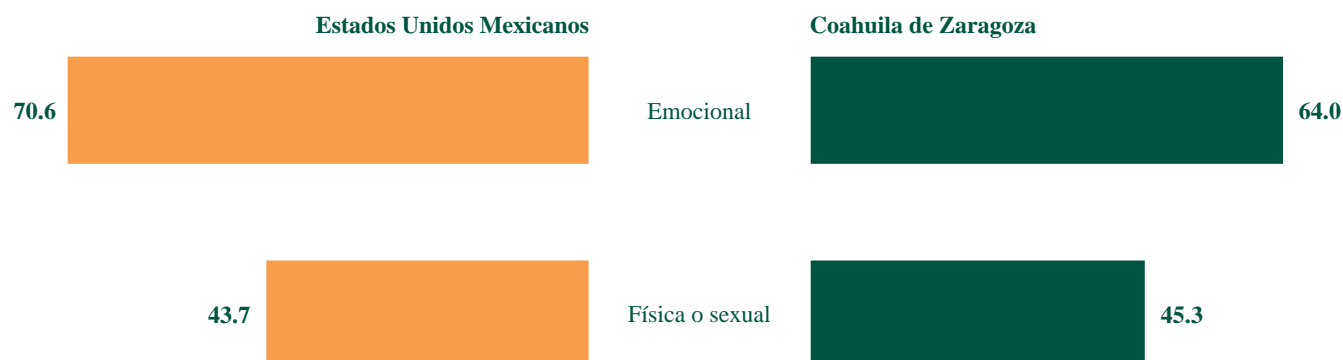 Estados Unidos Mexicanos Coahuila de Zaragoza
70.6 Emocional 64.0
43.7 Física o sexual 45.3